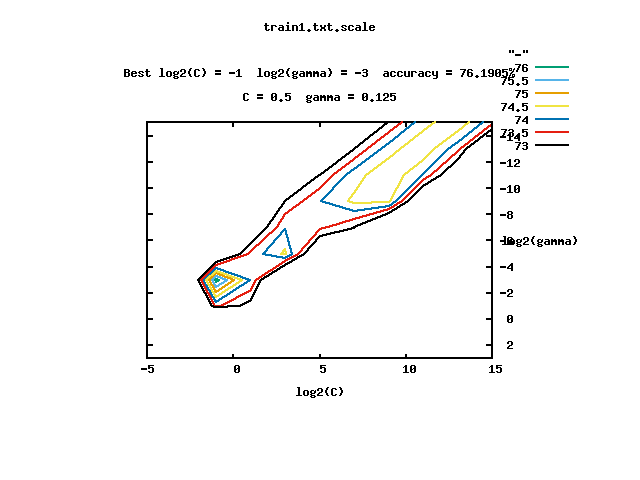 train1.txt.scale
"-"
Best log2(C) = -1  log2(gamma) = -3  accuracy = 76.1905%
76
75.5
75
74.5
74
73.5
73
C = 0.5  gamma = 0.125
-14
-12
-10
-8
-6
log2(gamma)
-4
-2
0
2
-5 0 5 10 15
log2(C)